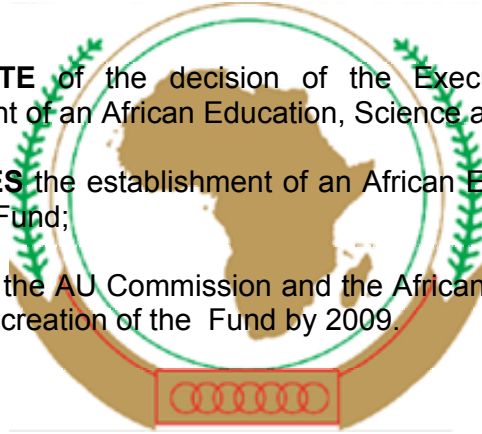 TE of the decision of the Execu
nt of an African Education, Science a
ES the establishment of an African E
Fund;
the AU Commission and the African
creation of the Fund by 2009.